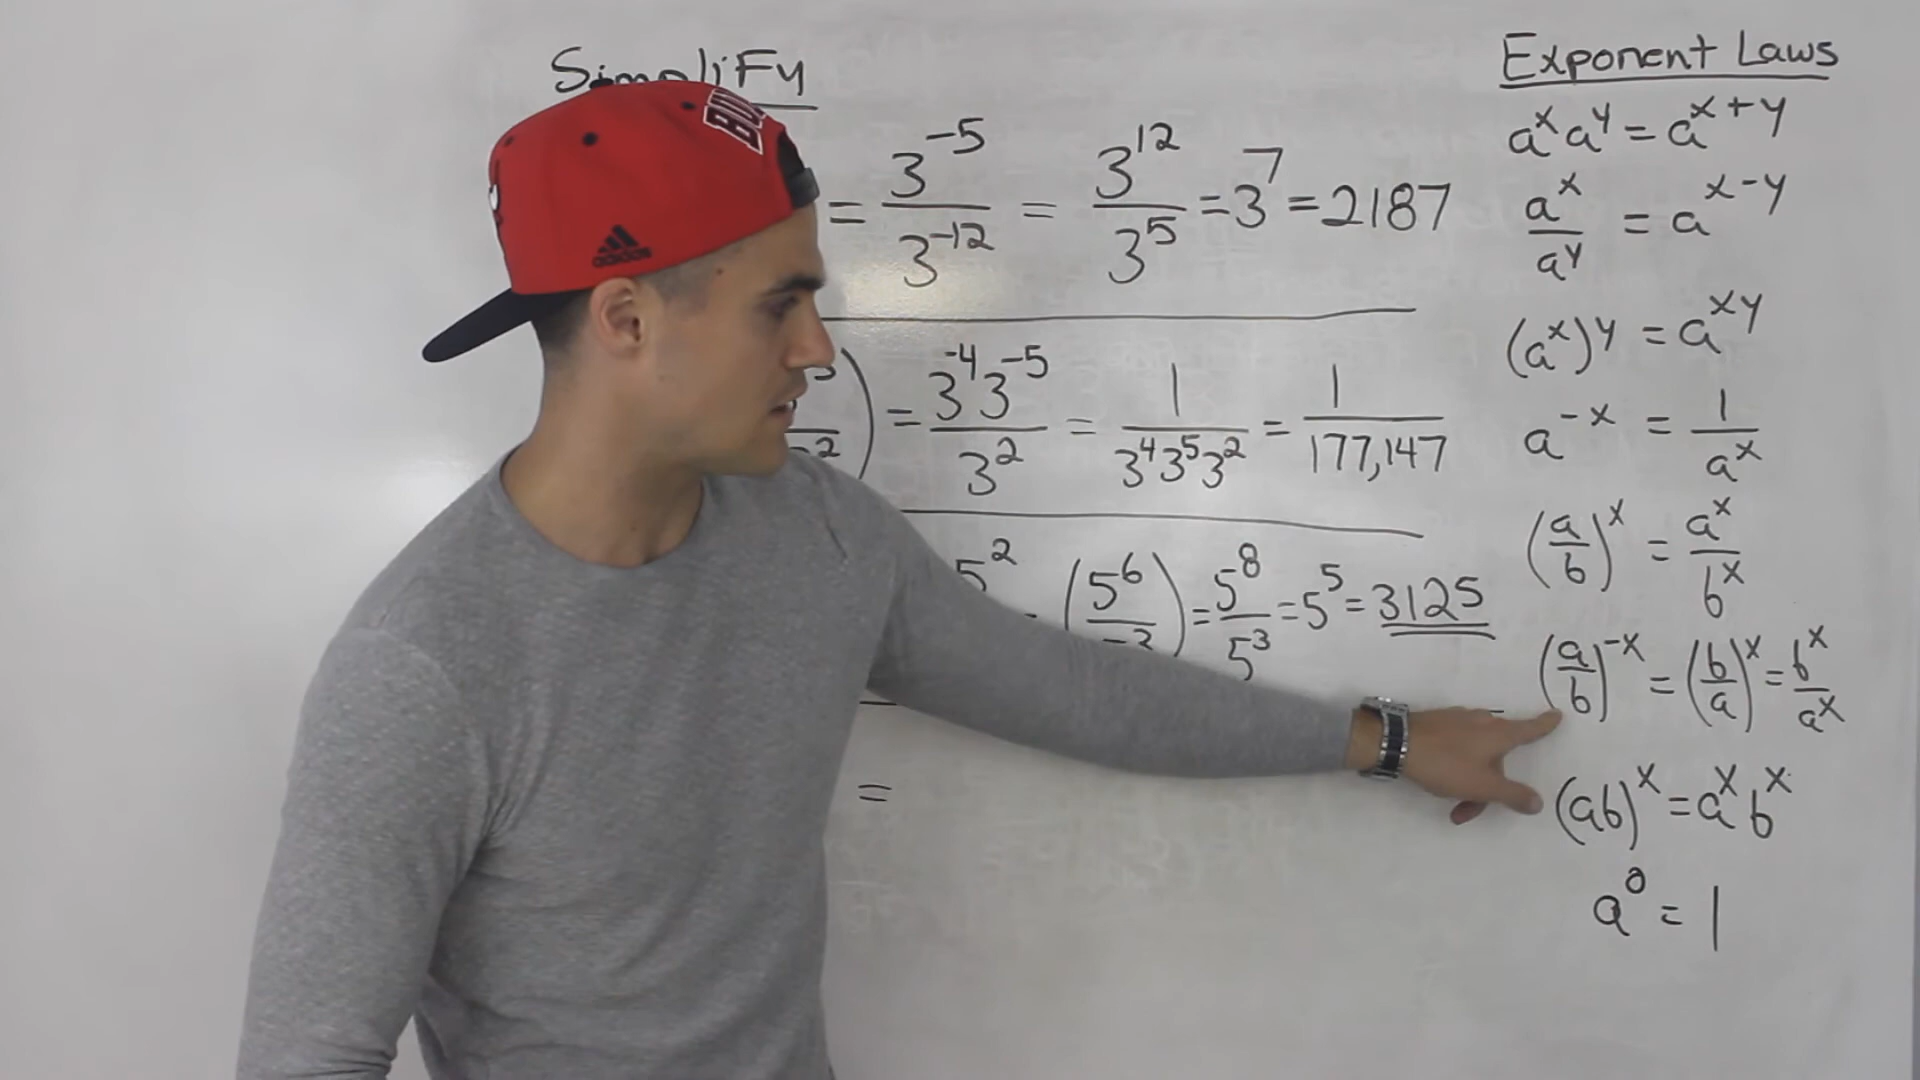 Simplify
= 3^{-5}/3^{-12} = 3^{12}/3^5 = 3^7 = 2187
= 3^{-4}3^{-5}/3^2 = 1/(3^4 3^5 3^2) = 1/177,147
5^2 = (5^6/5^{-2}) = 5^8/5^3 = 5^5 = 3125
=
Exponent Laws
a^x a^y = a^{x+y}
a^x/a^y = a^{x-y}
(a^x)^y = a^{xy}
a^{-x} = 1/a^x
(a/b)^x = a^x/b^x
(a/b)^{-x} = (b/a)^x = b^x/a^x
(ab)^x = a^x b^x
a^0 = 1
adidas